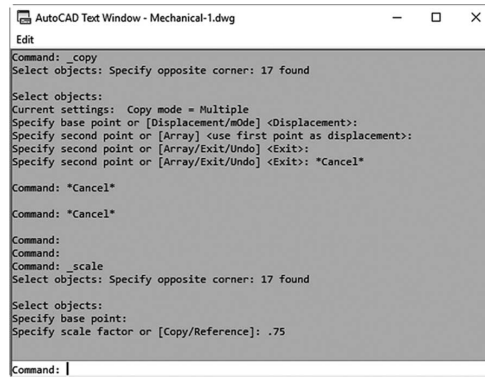 AutoCAD Text Window - Mechanical-1.dwg
Edit
Command: _copy
Select objects: Specify opposite corner: 17 found
Select objects:
Current settings:  Copy mode = Multiple
Specify base point or [Displacement/mOde] <Displacement>:
Specify second point or [Array] <use first point as displacement>:
Specify second point or [Array/Exit/Undo] <Exit>:
Specify second point or [Array/Exit/Undo] <Exit>: *Cancel*
Command: *Cancel*
Command: *Cancel*
Command:
Command:
Command: _scale
Select objects: Specify opposite corner: 17 found
Select objects:
Specify base point:
Specify scale factor or [Copy/Reference]: .75
Command: